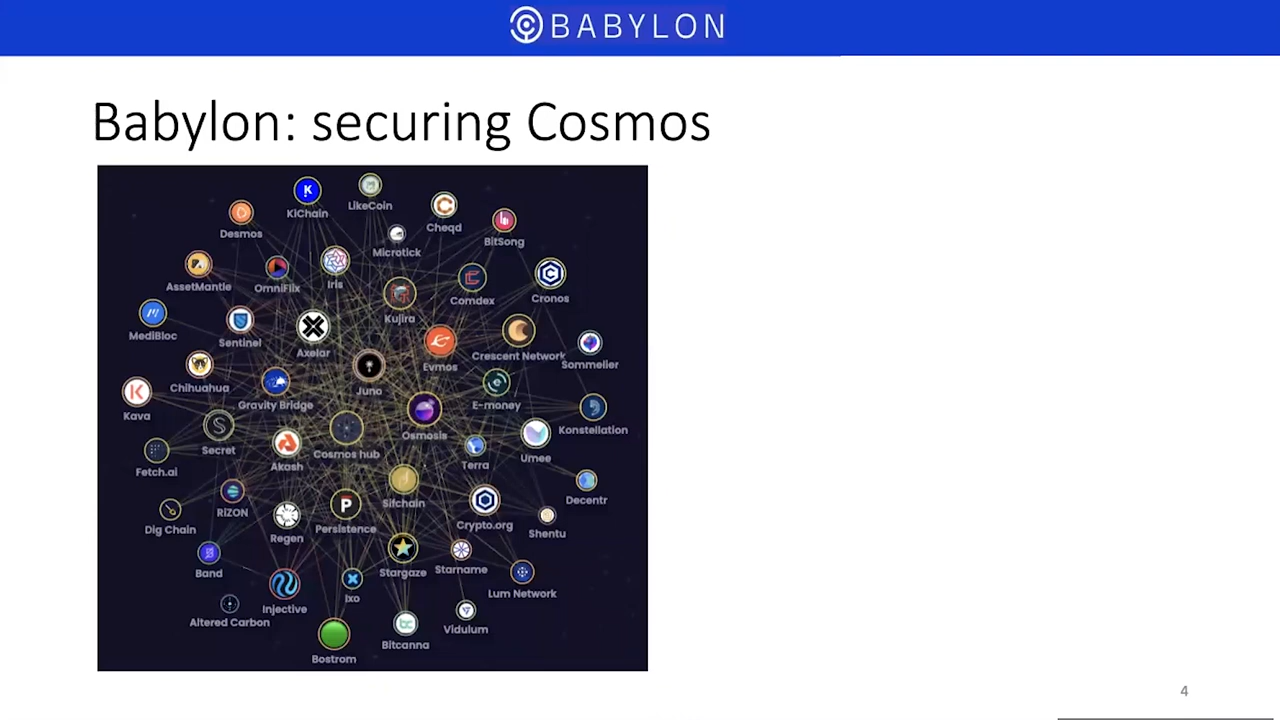 BABYLON
Babylon: securing Cosmos
K
KiChain
LikeCoin
Cheqd
Desmos
BitSong
Microtick
AssetMantle
OmniFlix
Iris
Comdex
Cronos
Kujira
MediBloc
Sentinel
Axelar
Evmos
Crescent Network
Sommelier
Chihuahua
Juno
Kava
Gravity Bridge
E-money
Osmosis
Konstellation
Secret
Cosmos hub
Akash
Terra
Umee
Fetch.ai
Sifchain
Decentr
RiZON
P
Persistence
Crypto.org
Dig Chain
Regen
Shentu
Band
Stargaze
Starname
Injective
Ixo
Lum Network
Altered Carbon
Bitcanna
Vidulum
Bostrom
4